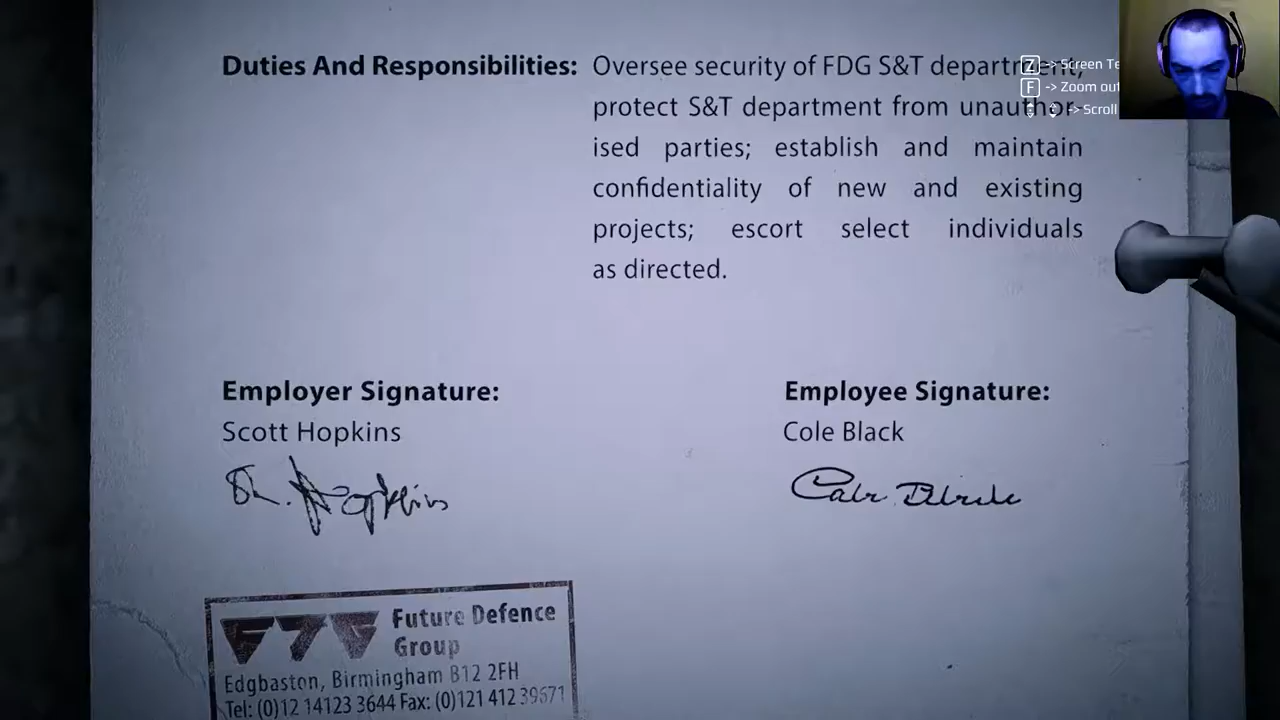 Duties And Responsibilities: Oversee security of FDG S&T department,
protect S&T department from unauthor-
ised parties; establish and maintain
confidentiality of new and existing
projects; escort select individuals
as directed.
Z -> Screen Te
F -> Zoom out
-> Scroll
Employer Signature:
Employee Signature:
Scott Hopkins
Cole Black
Future Defence
Group
Edgbaston, Birmingham B12 2FH
Tel: (0)12 14123 3644 Fax: (0)121 412 39671